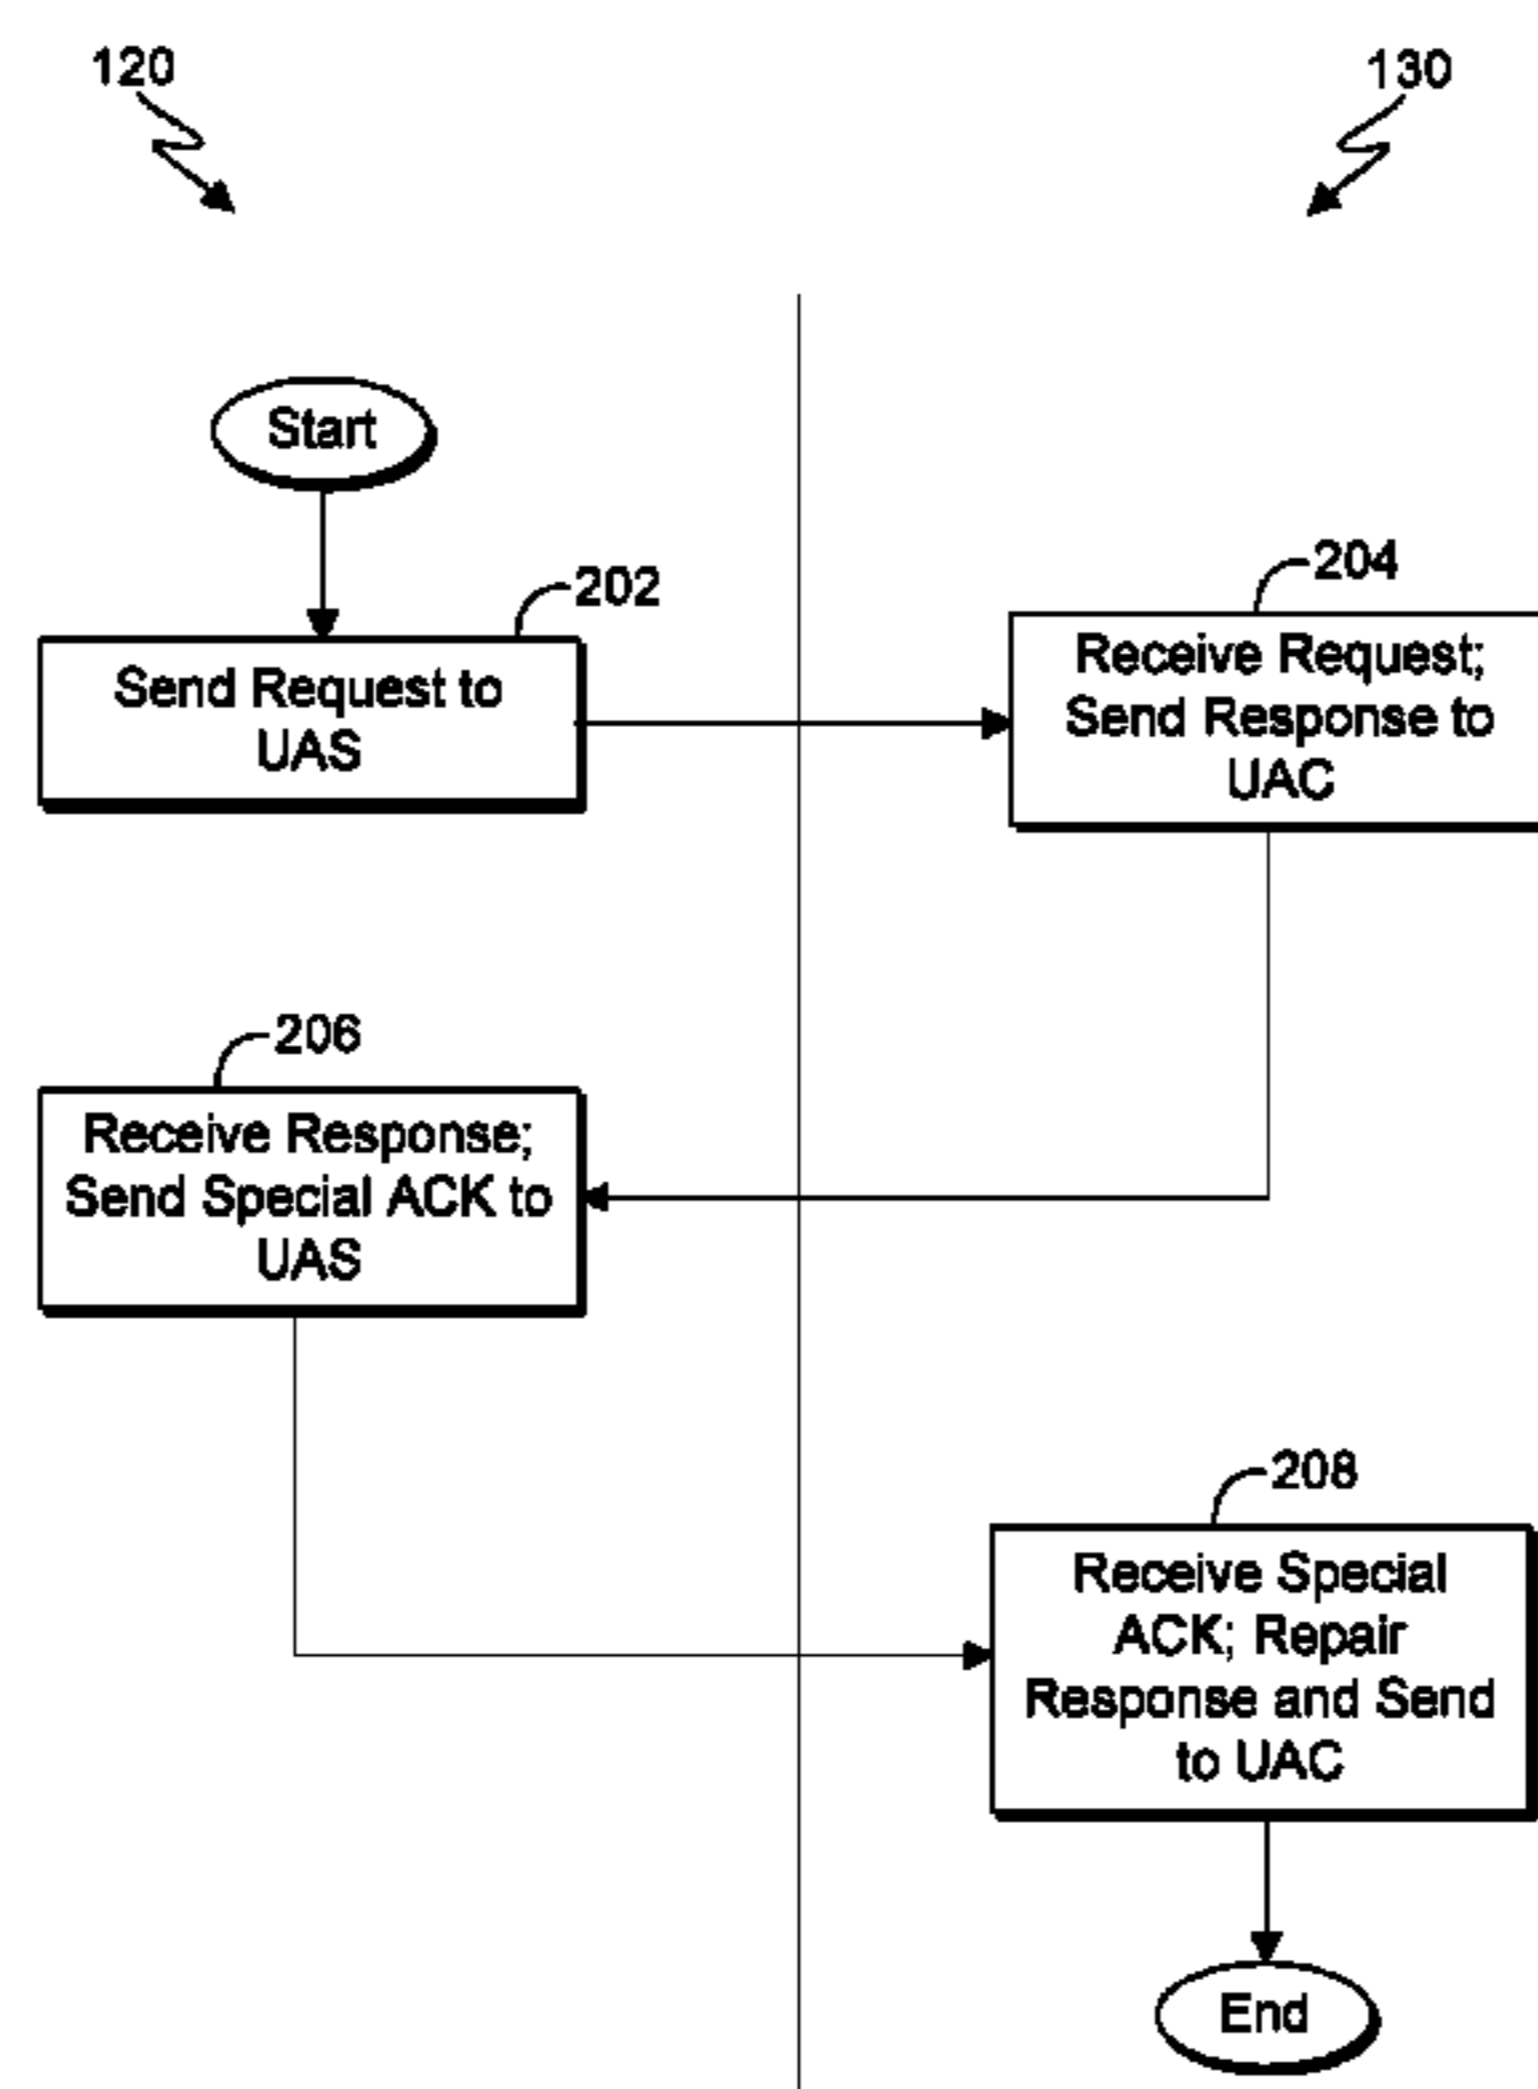 120
130
Start
202
Send Request to
UAS
204
Receive Request;
Send Response to
UAC
206
Receive Response;
Send Special ACK to
UAS
208
Receive Special
ACK; Repair
Response and Send
to UAC
End